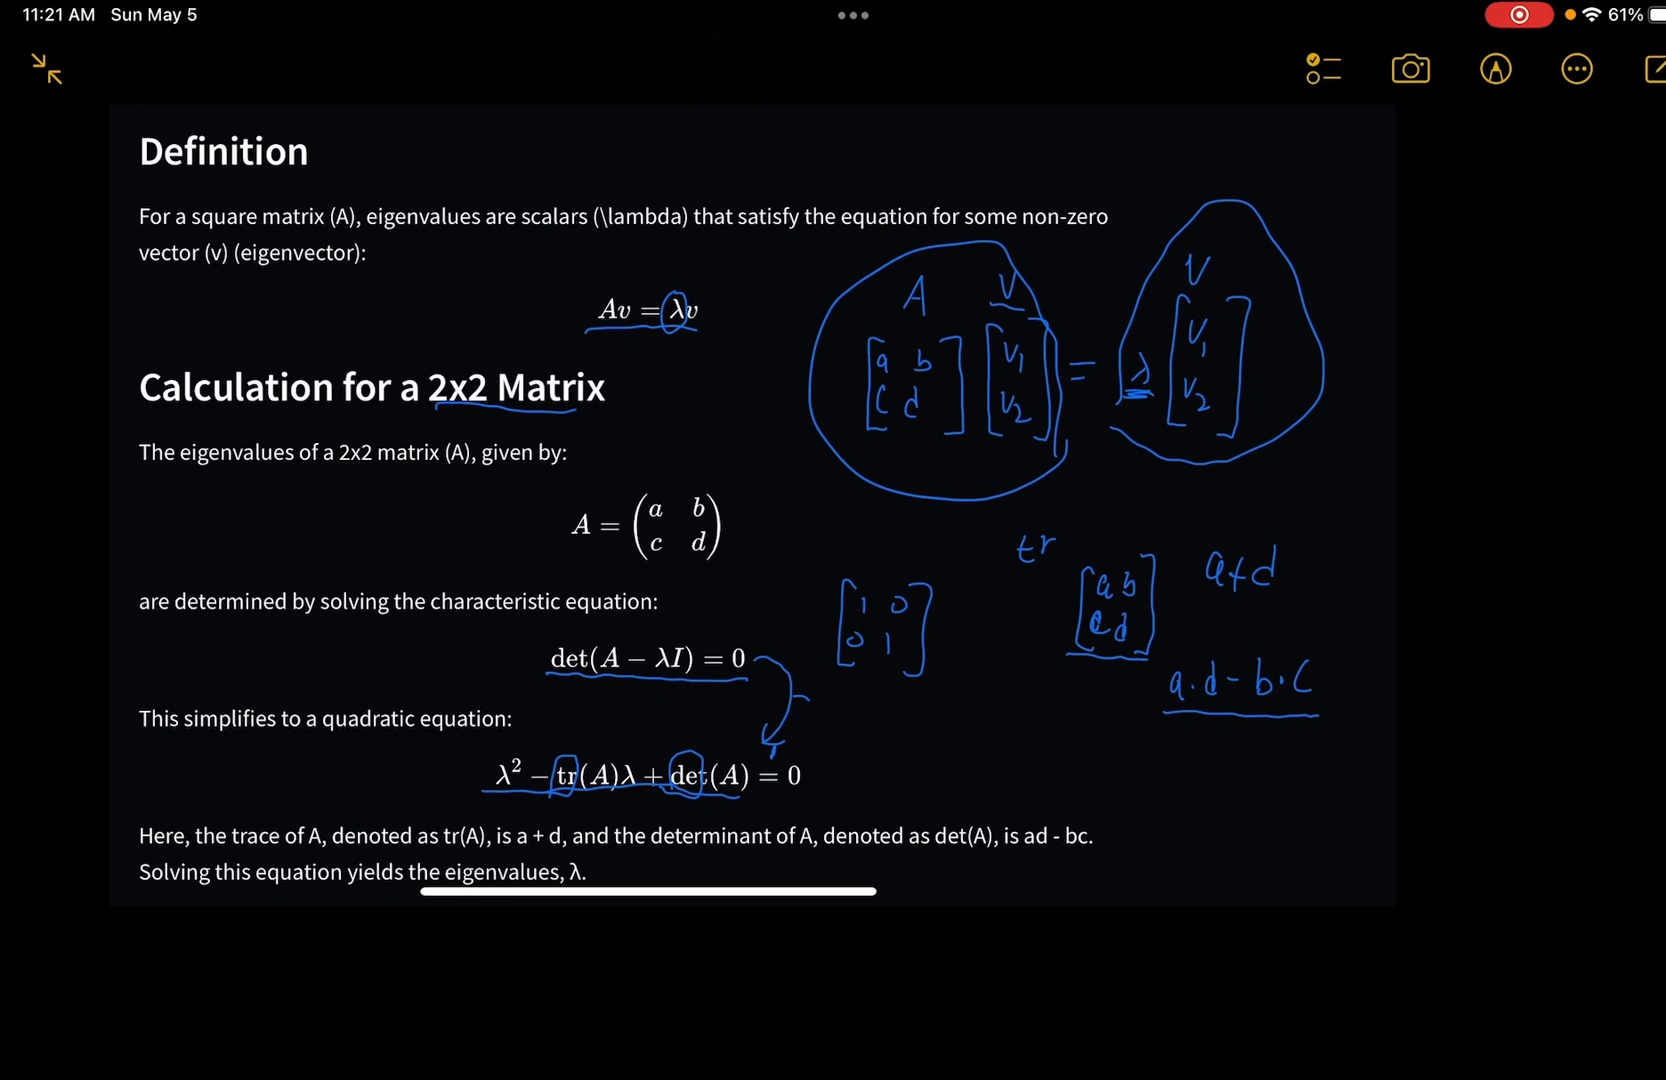 11:21 AM Sun May 5
61%
Definition
For a square matrix (A), eigenvalues are scalars (\lambda) that satisfy the equation for some non-zero
vector (v) (eigenvector):
Av = λv
A V
[a b
c d] [V1
V2] = λ [V1
V2]
V
Calculation for a 2x2 Matrix
The eigenvalues of a 2x2 matrix (A), given by:
A = (a b
c d)
tr
[a b
c d]
a+d
are determined by solving the characteristic equation:
[1 0
0 1]
det(A − λI) = 0
a·d - b·c
This simplifies to a quadratic equation:
λ² − tr(A)λ + det(A) = 0
Here, the trace of A, denoted as tr(A), is a + d, and the determinant of A, denoted as det(A), is ad - bc.
Solving this equation yields the eigenvalues, λ.